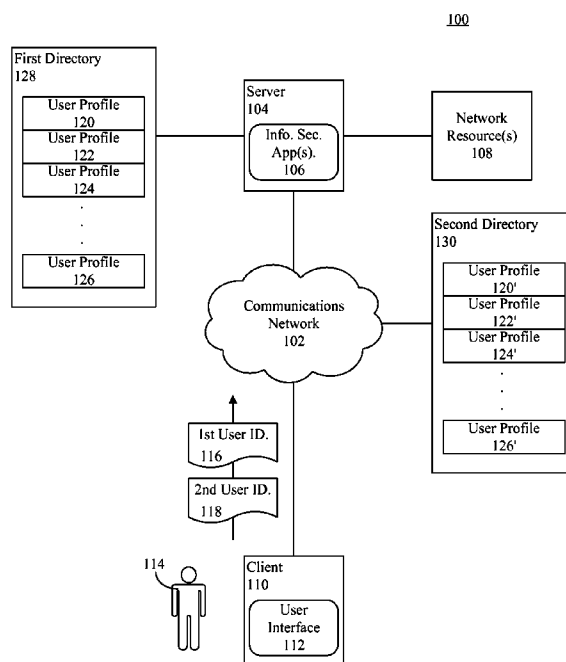 100
First Directory
128
User Profile
120
User Profile
122
User Profile
124
User Profile
126
Server
104
Info. Sec.
App(s).
106
Network
Resource(s)
108
Second Directory
130
User Profile
120'
User Profile
122'
User Profile
124'
User Profile
126'
Communications
Network
102
1st User ID.
116
2nd User ID.
118
114
Client
110
User
Interface
112